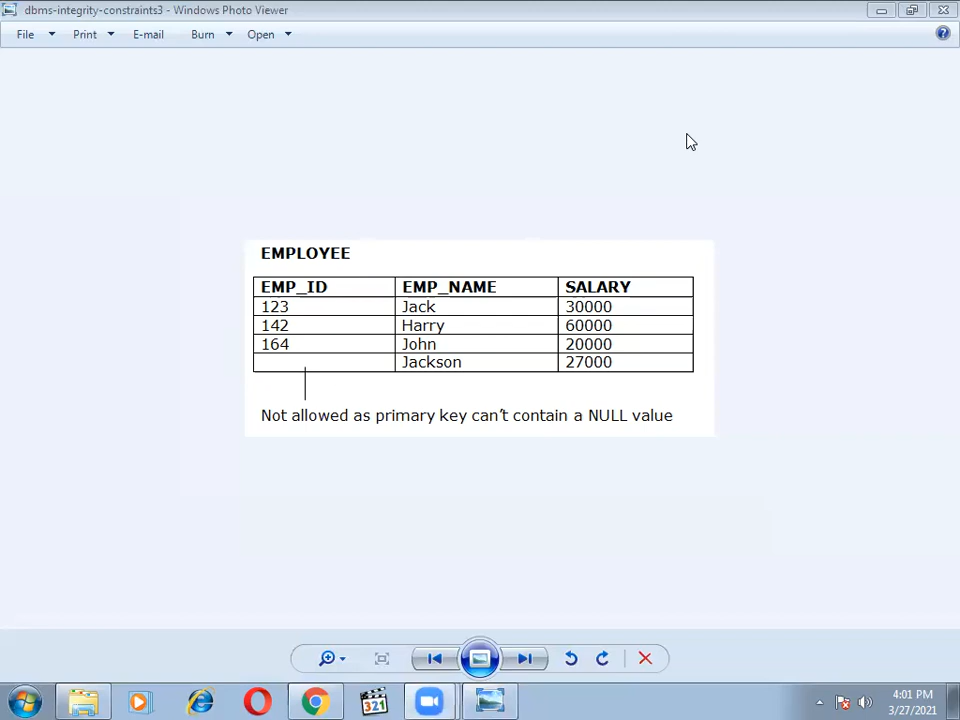 dbms-integrity-constraints3 - Windows Photo Viewer
File Print E-mail Burn Open
EMPLOYEE
EMP_ID EMP_NAME SALARY
123 Jack 30000
142 Harry 60000
164 John 20000
Jackson 27000
Not allowed as primary key can't contain a NULL value
321
4:01 PM
3/27/2021